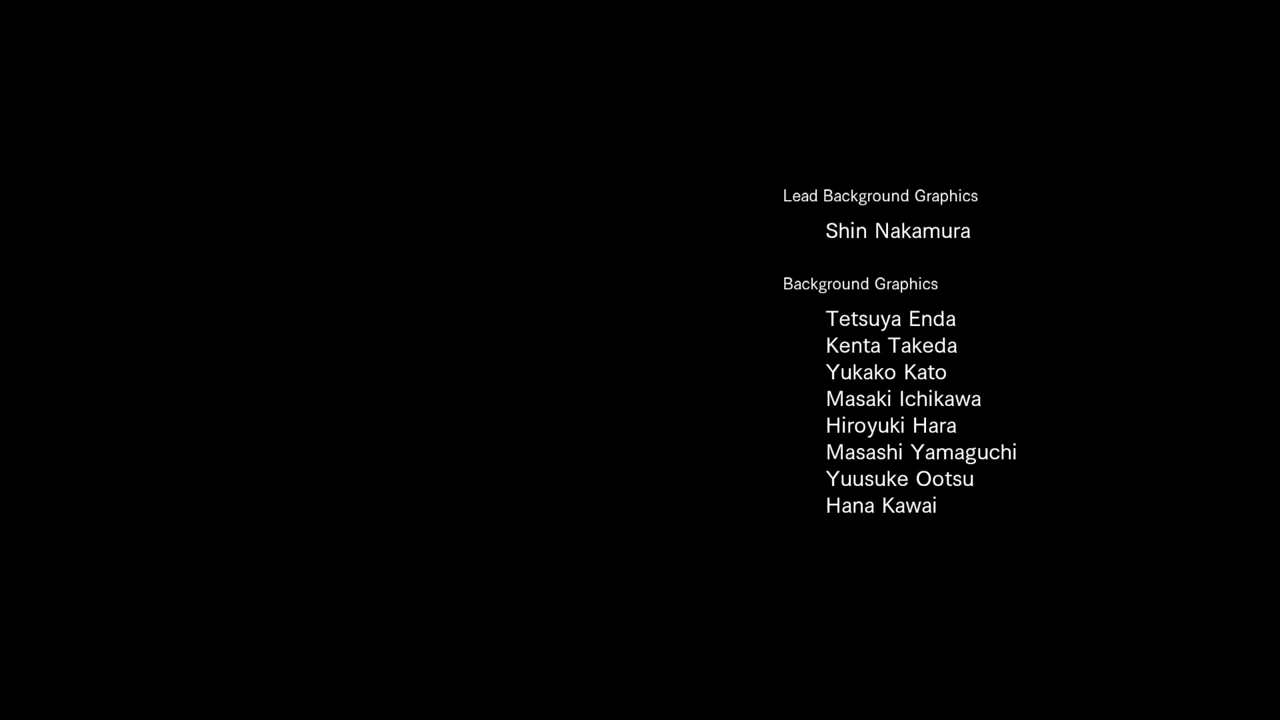 Lead Background Graphics
Shin Nakamura
Background Graphics
Tetsuya Enda
Kenta Takeda
Yukako Kato
Masaki Ichikawa
Hiroyuki Hara
Masashi Yamaguchi
Yuusuke Ootsu
Hana Kawai